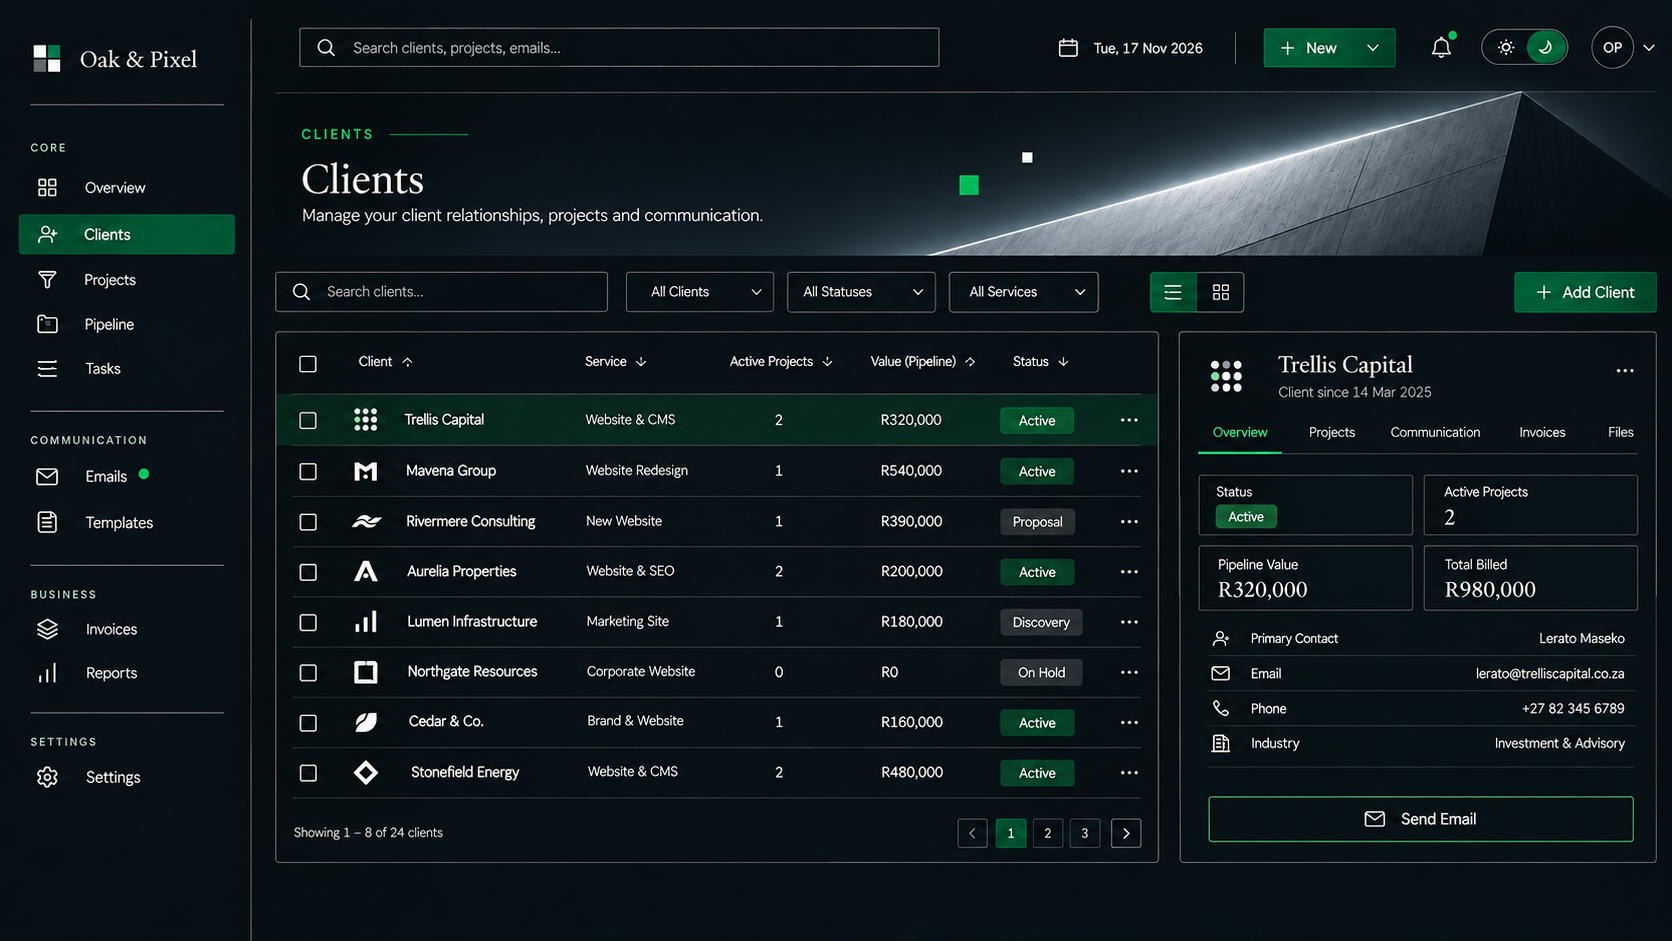 Oak & Pixel
Search clients, projects, emails...
Tue, 17 Nov 2026
New
OP
CORE
Overview
Clients
Projects
Pipeline
Tasks
COMMUNICATION
Emails
Templates
BUSINESS
Invoices
Reports
SETTINGS
Settings
CLIENTS
Clients
Manage your client relationships, projects and communication.
Search clients...
All Clients
All Statuses
All Services
Add Client
Client Service Active Projects Value (Pipeline) Status
Trellis Capital Website & CMS 2 R320,000 Active
Mavena Group Website Redesign 1 R540,000 Active
Rivermere Consulting New Website 1 R390,000 Proposal
Aurelia Properties Website & SEO 2 R200,000 Active
Lumen Infrastructure Marketing Site 1 R180,000 Discovery
Northgate Resources Corporate Website 0 R0 On Hold
Cedar & Co. Brand & Website 1 R160,000 Active
Stonefield Energy Website & CMS 2 R480,000 Active
Showing 1 – 8 of 24 clients
1 2 3
Trellis Capital
Client since 14 Mar 2025
Overview Projects Communication Invoices Files
Status
Active
Active Projects
2
Pipeline Value
R320,000
Total Billed
R980,000
Primary Contact Lerato Maseko
Email lerato@trelliscapital.co.za
Phone +27 82 345 6789
Industry Investment & Advisory
Send Email